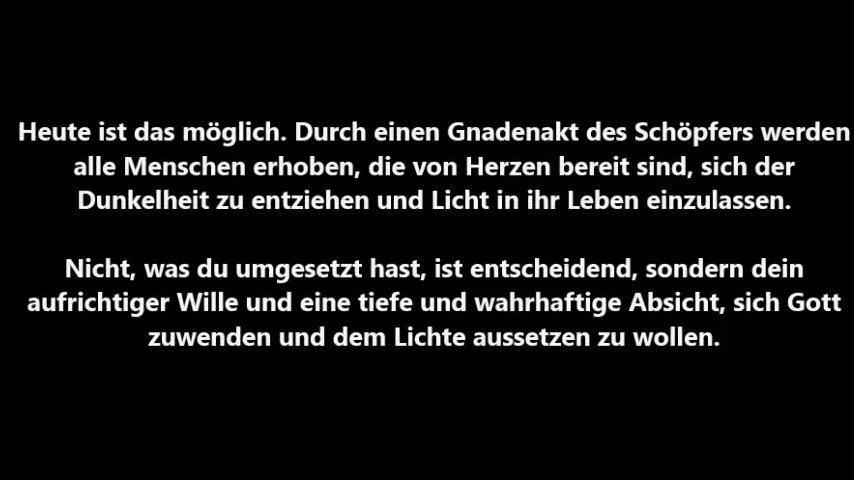 Heute ist das möglich. Durch einen Gnadenakt des Schöpfers werden
alle Menschen erhoben, die von Herzen bereit sind, sich der
Dunkelheit zu entziehen und Licht in ihr Leben einzulassen.
Nicht, was du umgesetzt hast, ist entscheidend, sondern dein
aufrichtiger Wille und eine tiefe und wahrhaftige Absicht, sich Gott
zuwenden und dem Lichte aussetzen zu wollen.